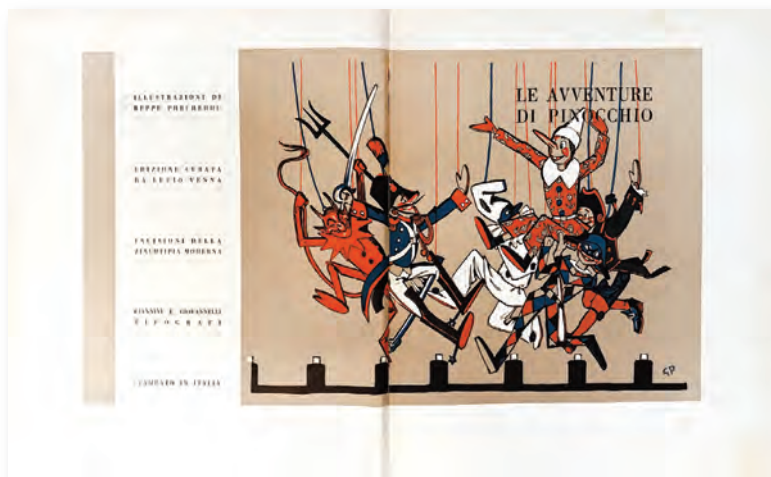 ILLUSTRAZIONI DI
BEPPE PORCHEDDU
EDIZIONE CURATA
DA LUCIO VENNA
INCISIONI DELLA
ZINCOTIPIA MODERNA
GIANNINI E GIOVANNELLI
TIPOGRAFI
STAMPATO IN ITALIA
LE AVVENTURE
DI PINOCCHIO